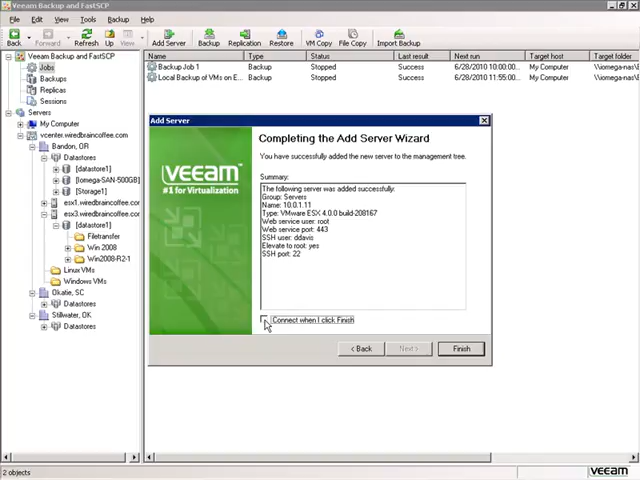 Veeam Backup and FastSCP
File Edit View Tools Backup Help
Back Forward Refresh Up View Add Server Backup Replication Restore VM Copy File Copy Import Backup
Veeam Backup and FastSCP
Jobs
Backups
Replicas
Sessions
Servers
My Computer
vcenter.wiredbraincoffee.com
Bandon, OR
Datastores
[datastore1]
[Iomega-SAN-500GB]
[Storage1]
esx1.wiredbraincoffee.co
esx3.wiredbraincoffee.co
[datastore1]
Filetransfer
Win 2008
Win2008-R2-1
Linux VMs
Windows VMs
Okatie, SC
Datastores
Stillwater, OK
Datastores
Name Type Status Last result Next run Target host Target folder
Backup Job 1 Backup Stopped Success 6/28/2010 10:00:00... My Computer \\iomega-nas\
Local Backup of VMs on E... Backup Stopped Success 6/28/2010 11:55:00... My Computer \\iomega-nas\
Add Server
veeam
#1 for Virtualization
Completing the Add Server Wizard
You have successfully added the new server to the management tree.
Summary:
The following server was added successfully:
Group: Servers
Name: 10.0.1.11
Type: VMware ESX 4.0.0 build-208167
Web service user: root
Web service port: 443
SSH user: ddavis
Elevate to root: yes
SSH port: 22
Connect when I click Finish
< Back Next > Finish
2 objects
veeam